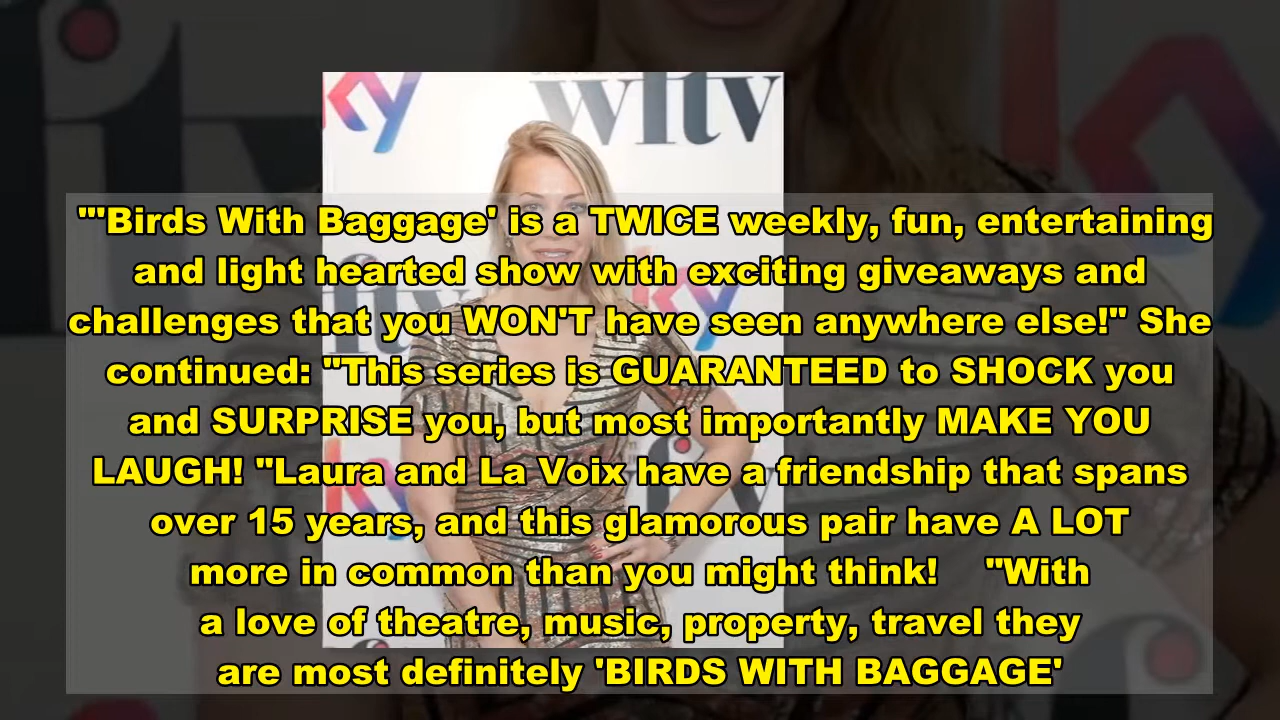 "'Birds With Baggage' is a TWICE weekly, fun, entertaining
and light hearted show with exciting giveaways and
challenges that you WON'T have seen anywhere else!" She
continued: "This series is GUARANTEED to SHOCK you
and SURPRISE you, but most importantly MAKE YOU
LAUGH! "Laura and La Voix have a friendship that spans
over 15 years, and this glamorous pair have A LOT
more in common than you might think! "With
a love of theatre, music, property, travel they
are most definitely 'BIRDS WITH BAGGAGE'
ky
wftv